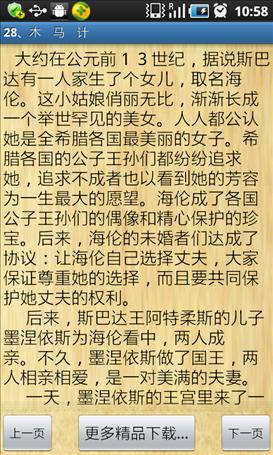 10:58
28、木 马 计
大约在公元前１３世纪，据说斯巴
达有一人家生了个女儿，取名海
伦。这小姑娘俏丽无比，渐渐长成
一个举世罕见的美女。人人都公认
她是全希腊各国最美丽的女子。希
腊各国的公子王孙们都纷纷追求
她，追求不成者也以看到她的芳容
为一生最大的愿望。海伦成了各国
公子王孙们的偶像和精心保护的珍
宝。后来，海伦的未婚者们达成了
协议：让海伦自己选择丈夫，大家
保证尊重她的选择，而且要共同保
护她丈夫的权利。
后来，斯巴达王阿特柔斯的儿子
墨涅依斯为海伦看中，两人成
亲。不久，墨涅依斯做了国王，两
人相亲相爱，是一对美满的夫妻。
一天，墨涅依斯的王宫里来了一
上一页 更多精品下载... 下一页